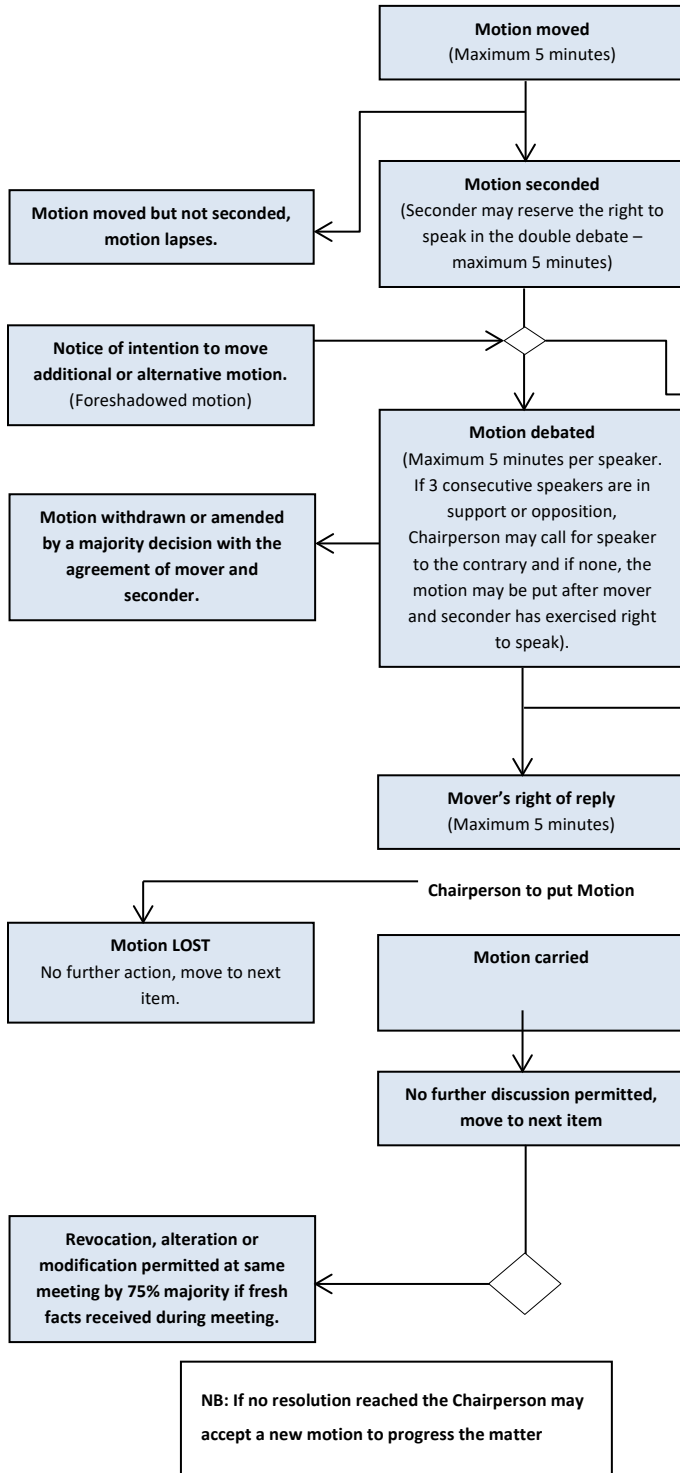 Motion moved
(Maximum 5 minutes)
Motion seconded
(Seconder may reserve the right to
speak in the double debate –
maximum 5 minutes)
Motion moved but not seconded,
motion lapses.
Notice of intention to move
additional or alternative motion.
(Foreshadowed motion)
Motion debated
(Maximum 5 minutes per speaker.
If 3 consecutive speakers are in
support or opposition,
Chairperson may call for speaker
to the contrary and if none, the
motion may be put after mover
and seconder has exercised right
to speak).
Motion withdrawn or amended
by a majority decision with the
agreement of mover and
seconder.
Mover’s right of reply
(Maximum 5 minutes)
Chairperson to put Motion
Motion LOST
No further action, move to next
item.
Motion carried
No further discussion permitted,
move to next item
Revocation, alteration or
modification permitted at same
meeting by 75% majority if fresh
facts received during meeting.
NB: If no resolution reached the Chairperson may
accept a new motion to progress the matter